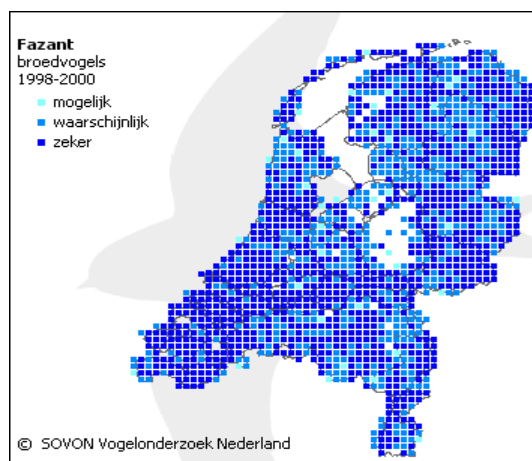 Fazant
broedvogels
1998-2000
mogelijk
waarschijnlijk
zeker
© SOVON Vogelonderzoek Nederland